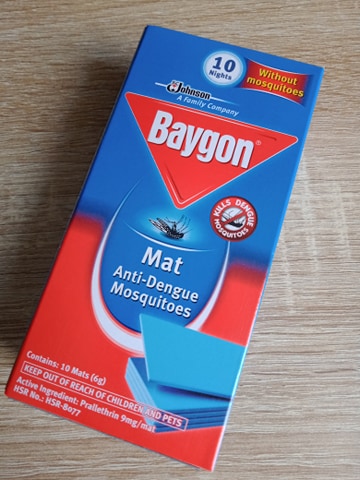 10
Nights
Without
mosquitoes
SC Johnson
A Family Company
Baygon®
KILLS DENGUE
MOSQUITOES
Mat
Anti-Dengue
Mosquitoes
Contains: 10 Mats (6g)
KEEP OUT OF REACH OF CHILDREN AND PETS
Active Ingredient: Prallethrin 9mg/mat
HSR No.: HSR-8077